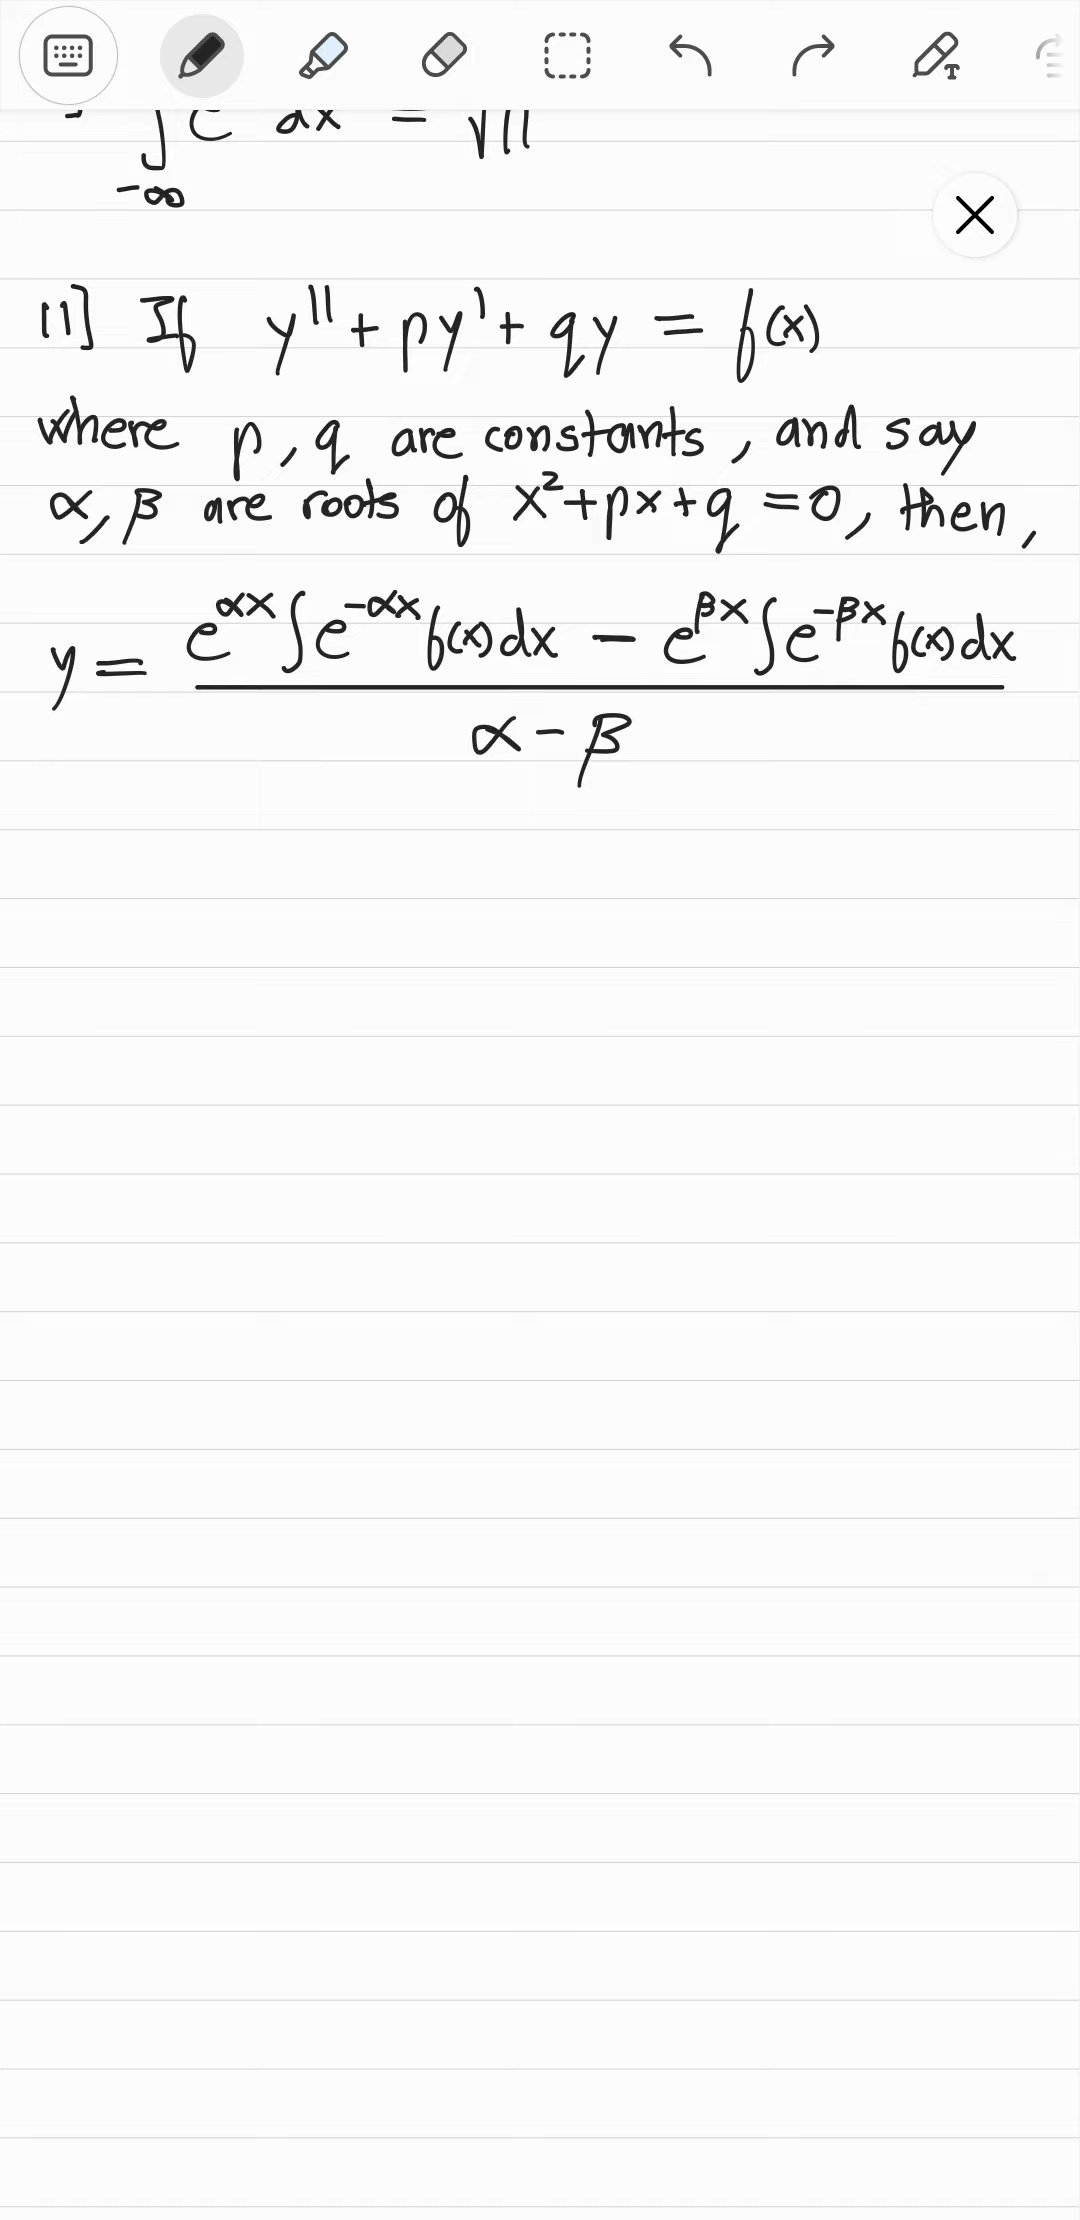 ∫e dx = √π
-∞
11] If y'' + py' + qy = f(x)
where p, q are constants, and say
α, β are roots of x²+px+q =0, then,
y = (e^{αx}∫e^{-αx}f(x)dx − e^{βx}∫e^{-βx}f(x)dx) / (α-β)